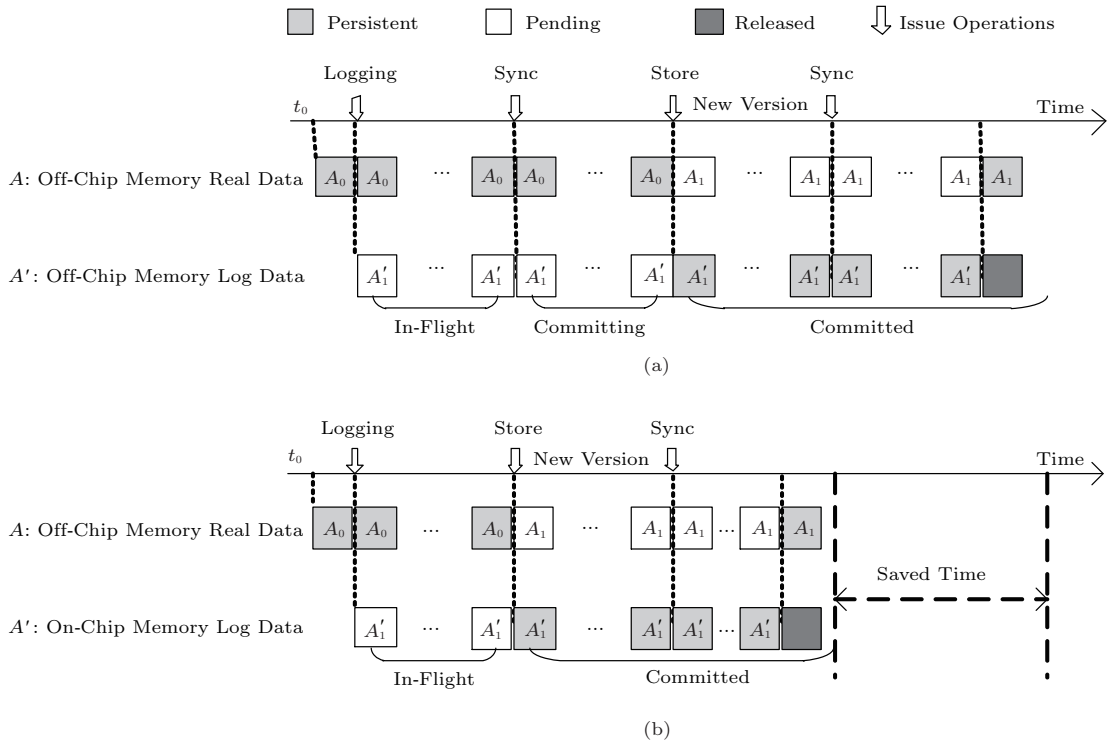 Persistent Pending Released Issue Operations
Logging Sync Store Sync
t₀ New Version Time
A: Off-Chip Memory Real Data A₀ A₀ ... A₀ A₀ ... A₀ A₁ ... A₁ A₁ ... A₁ A₁
A′: Off-Chip Memory Log Data A′₁ ... A′₁ A′₁ ... A′₁ A′₁ ... A′₁ A′₁ ... A′₁
In-Flight Committing Committed
(a)
Logging Store Sync
t₀ New Version Time
A: Off-Chip Memory Real Data A₀ A₀ ... A₀ A₁ ... A₁ A₁ ... A₁ A₁
Saved Time
A′: On-Chip Memory Log Data A′₁ ... A′₁ A′₁ ... A′₁ A′₁ ... A′₁
In-Flight Committed
(b)